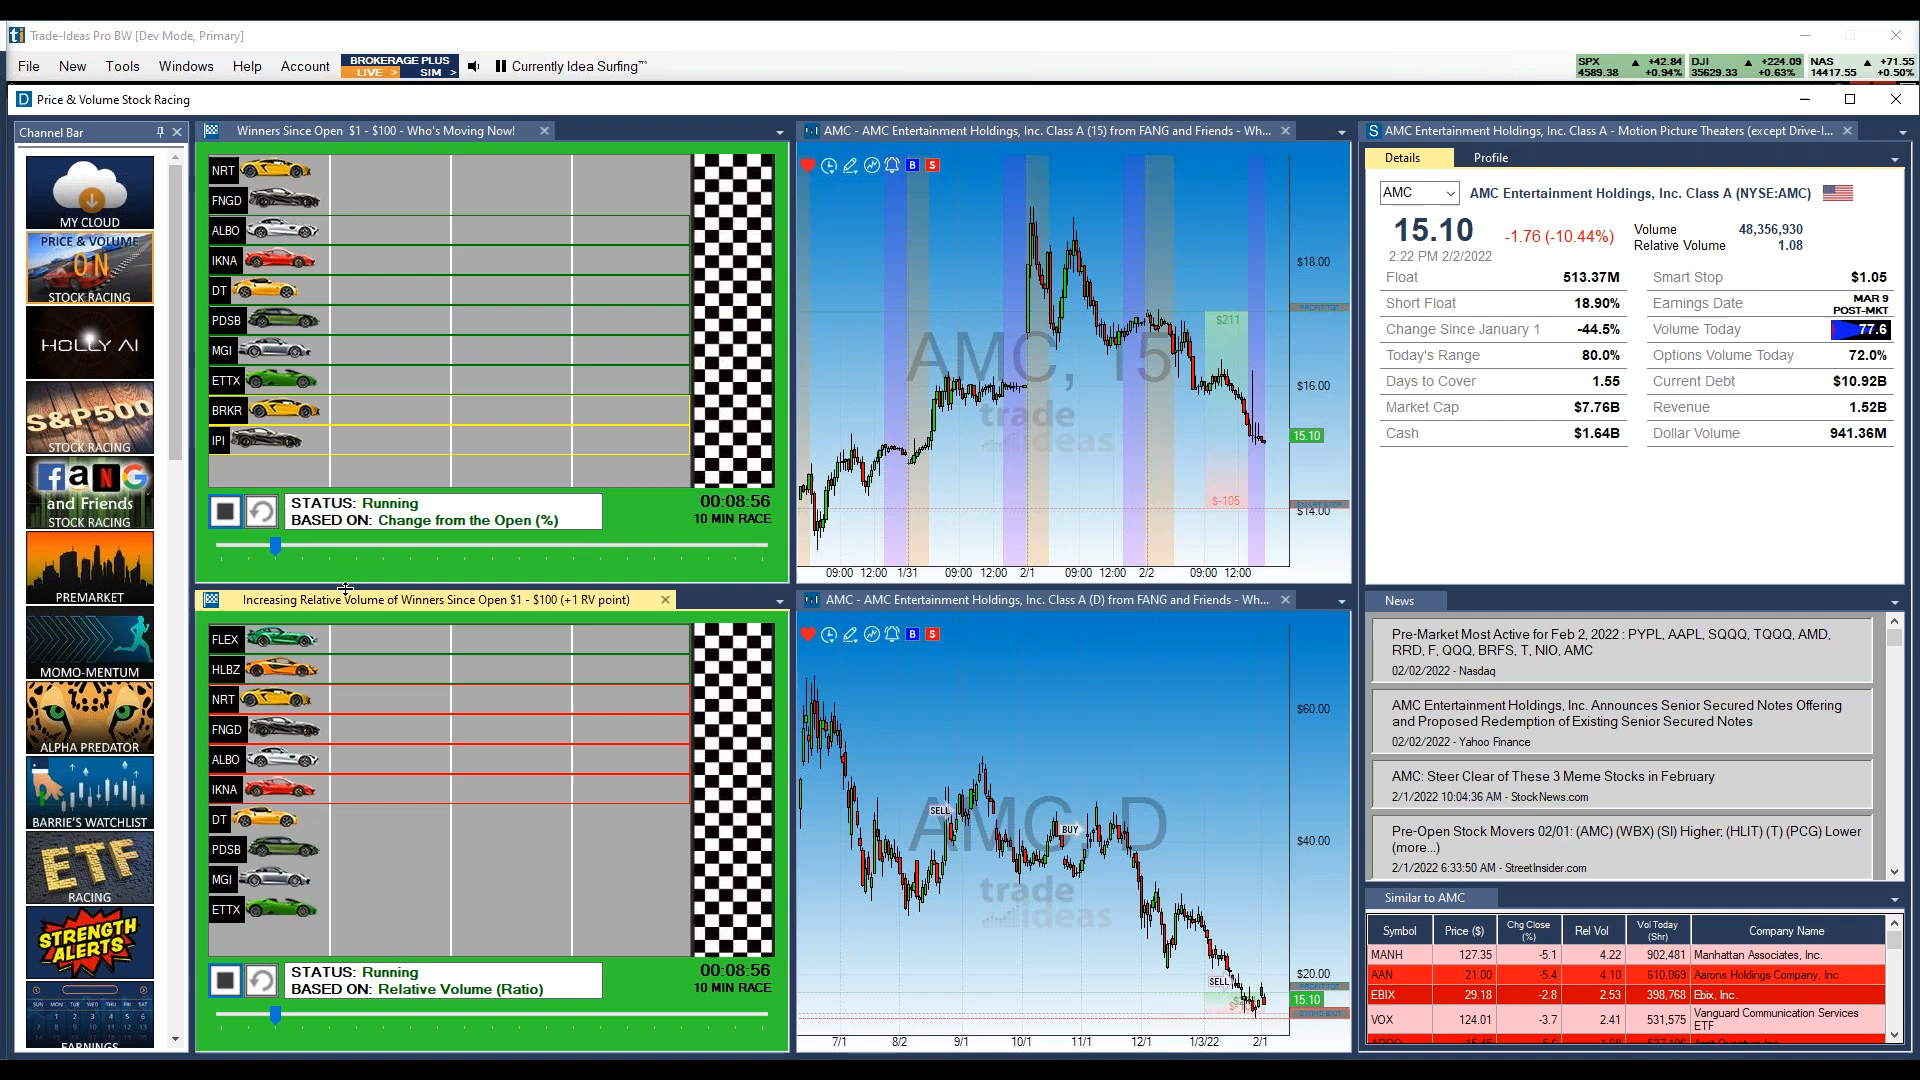 Trade-Ideas Pro BW [Dev Mode, Primary]
File New Tools Windows Help Account BROKERAGE PLUS LIVE > SIM > Currently Idea Surfing™
SPX +42.84 4589.38 +0.94%
DJI +224.09 35629.33 +0.63%
NAS +71.55 14417.55 +0.50%
Price & Volume Stock Racing
Channel Bar
MY CLOUD
PRICE & VOLUME
ON
STOCK RACING
HOLLY AI
S&P500
STOCK RACING
FaNG
and Friends
STOCK RACING
PREMARKET
MOMO-MENTUM
ALPHA PREDATOR
BARRIE'S WATCHLIST
ETF
RACING
STRENGTH
ALERTS
SUN MON TUE WED THU FRI SAT
EARNINGS
Winners Since Open $1 - $100 - Who's Moving Now!
NRT
FNGD
ALBO
IKNA
DT
PDSB
MGI
ETTX
BRKR
IPI
STATUS: Running
BASED ON: Change from the Open (%)
00:08:56
10 MIN RACE
Increasing Relative Volume of Winners Since Open $1 - $100 (+1 RV point)
FLEX
HLBZ
NRT
FNGD
ALBO
IKNA
DT
PDSB
MGI
ETTX
STATUS: Running
BASED ON: Relative Volume (Ratio)
00:08:56
10 MIN RACE
AMC - AMC Entertainment Holdings, Inc. Class A (15) from FANG and Friends - Wh...
B S
AMC, 15
trade
ideas
$18.00
$211
$16.00
15.10
$-105
$14.00
09:00 12:00 1/31 09:00 12:00 2/1 09:00 12:00 2/2 09:00 12:00
AMC - AMC Entertainment Holdings, Inc. Class A (D) from FANG and Friends - Wh...
B S
AMC, D
trade
ideas
$60.00
SELL
BUY
$40.00
$20.00
SELL
15.10
7/1 8/2 9/1 10/1 11/1 12/1 1/3/22 2/1
S AMC Entertainment Holdings, Inc. Class A - Motion Picture Theaters (except Drive-I...
Details Profile
AMC AMC Entertainment Holdings, Inc. Class A (NYSE:AMC)
15.10 -1.76 (-10.44%)
2:22 PM 2/2/2022
Volume 48,356,930
Relative Volume 1.08
Float 513.37M Smart Stop $1.05
Short Float 18.90% Earnings Date MAR 9 POST-MKT
Change Since January 1 -44.5% Volume Today 77.6
Today's Range 80.0% Options Volume Today 72.0%
Days to Cover 1.55 Current Debt $10.92B
Market Cap $7.76B Revenue 1.52B
Cash $1.64B Dollar Volume 941.36M
News
Pre-Market Most Active for Feb 2, 2022 : PYPL, AAPL, SQQQ, TQQQ, AMD,
RRD, F, QQQ, BRFS, T, NIO, AMC
02/02/2022 - Nasdaq
AMC Entertainment Holdings, Inc. Announces Senior Secured Notes Offering
and Proposed Redemption of Existing Senior Secured Notes
02/02/2022 - Yahoo Finance
AMC: Steer Clear of These 3 Meme Stocks in February
2/1/2022 10:04:36 AM - StockNews.com
Pre-Open Stock Movers 02/01: (AMC) (WBX) (SI) Higher; (HLIT) (T) (PCG) Lower
(more...)
2/1/2022 6:33:50 AM - StreetInsider.com
Similar to AMC
Symbol Price ($) Chg Close (%) Rel Vol Vol Today (Shr) Company Name
MANH 127.35 -5.1 4.22 902,481 Manhattan Associates, Inc.
AAN 21.00 -5.4 4.10 610,069 Aarons Holdings Company, Inc.
EBIX 29.18 -2.8 2.53 398,768 Ebix, Inc.
VOX 124.01 -3.7 2.41 531,575 Vanguard Communication Services ETF